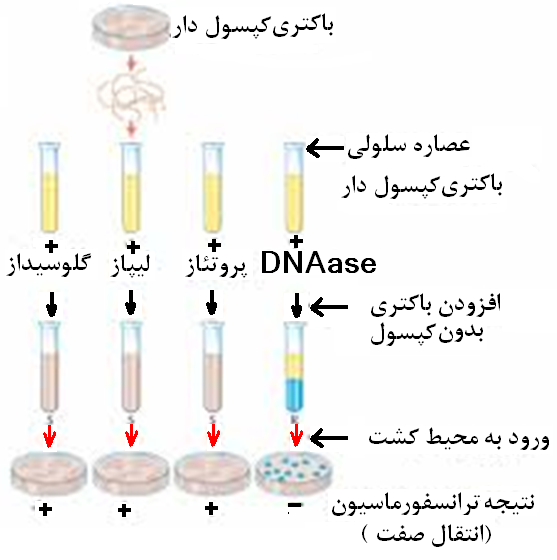 باکتری کپسول دار
عصاره سلولی
باکتری کپسول دار
+ + + +
DNAase پروتئاز لیپاز گلوسیداز
افزودن باکتری
بدون کپسول
ورود به محیط کشت
نتیجه ترانسفورماسیون
(انتقال صفت )
− + + +